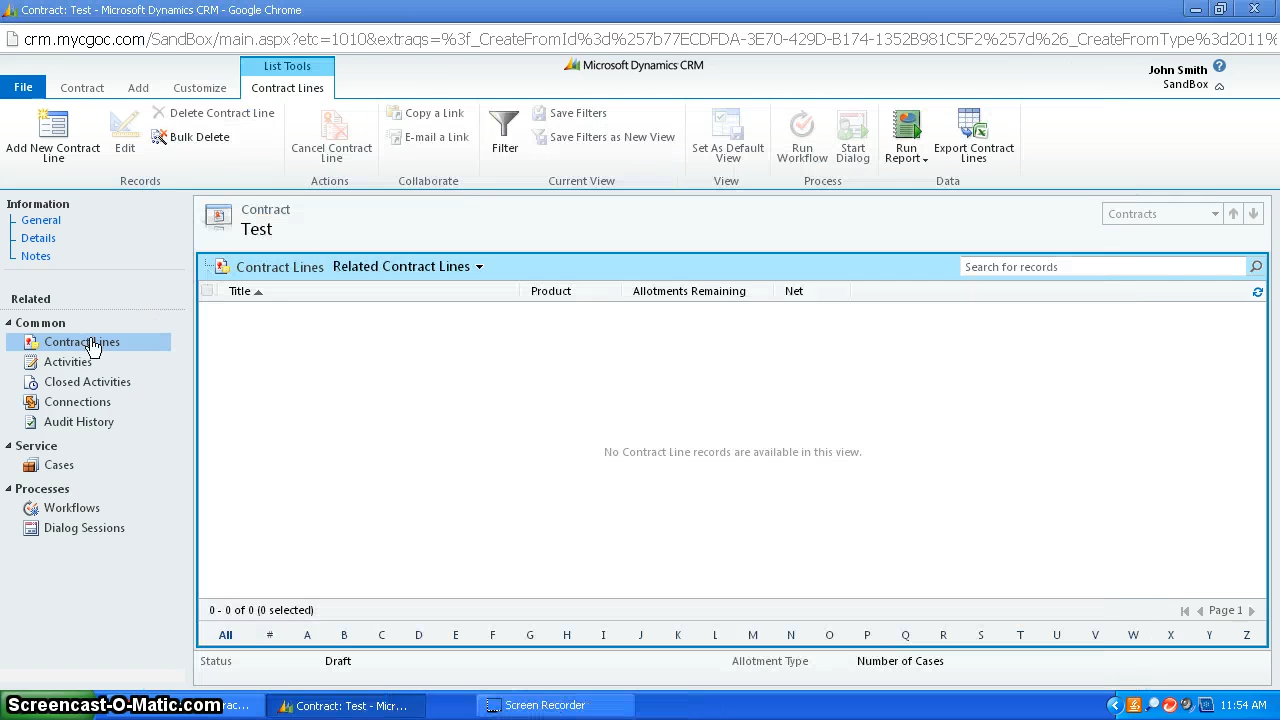 Contract: Test - Microsoft Dynamics CRM - Google Chrome
crm.mycgoc.com/SandBox/main.aspx?etc=1010&extraqs=%3f_CreateFromId%3d%257b77ECDFDA-3E70-429D-B174-1352B981C5F2%257d%26_CreateFromType%3d2011%
List Tools
Microsoft Dynamics CRM
John Smith
SandBox
File
Contract
Add
Customize
Contract Lines
Add New Contract Line
Edit
Delete Contract Line
Bulk Delete
Records
Cancel Contract Line
Actions
Copy a Link
E-mail a Link
Collaborate
Filter
Save Filters
Save Filters as New View
Current View
Set As Default View
View
Run Workflow
Start Dialog
Process
Run Report
Export Contract Lines
Data
Information
General
Details
Notes
Related
Common
Contract Lines
Activities
Closed Activities
Connections
Audit History
Service
Cases
Processes
Workflows
Dialog Sessions
Contract
Test
Contracts
Contract Lines Related Contract Lines
Search for records
Title Product Allotments Remaining Net
No Contract Line records are available in this view.
0 - 0 of 0 (0 selected)
Page 1
All # A B C D E F G H I J K L M N O P Q R S T U V W X Y Z
Status Draft Allotment Type Number of Cases
Screencast-O-Matic.com
Contract: Test - Micr...
Screen Recorder
11:54 AM